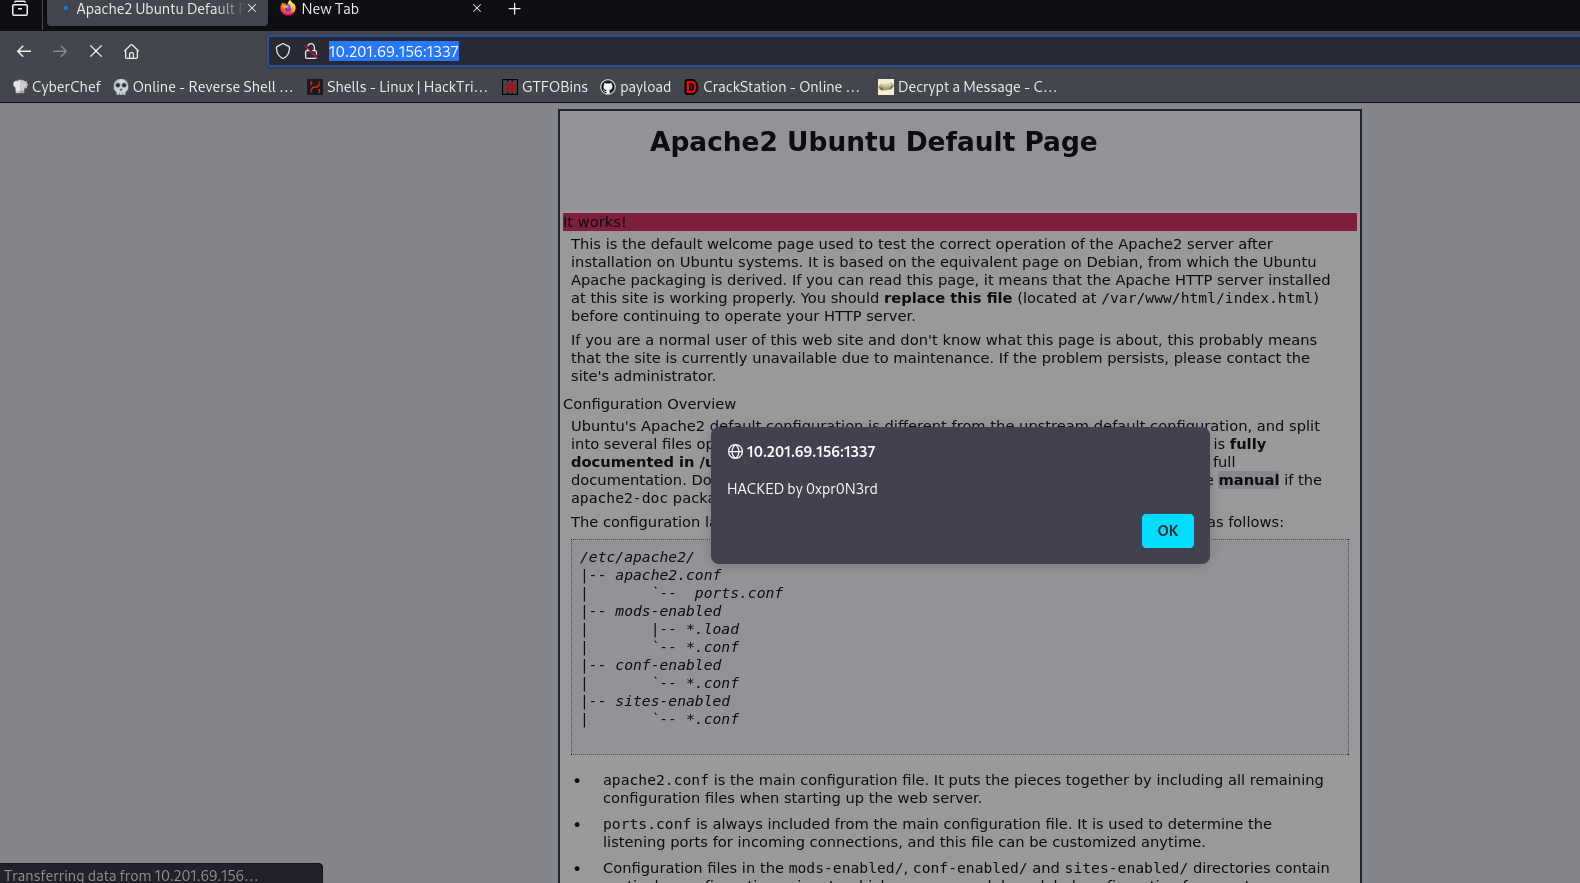 Apache2 Ubuntu Default
New Tab
10.201.69.156:1337
CyberChef Online - Reverse Shell ... Shells - Linux | HackTri... GTFOBins payload CrackStation - Online ... Decrypt a Message - C...
Apache2 Ubuntu Default Page
It works!
This is the default welcome page used to test the correct operation of the Apache2 server after
installation on Ubuntu systems. It is based on the equivalent page on Debian, from which the Ubuntu
Apache packaging is derived. If you can read this page, it means that the Apache HTTP server installed
at this site is working properly. You should replace this file (located at /var/www/html/index.html)
before continuing to operate your HTTP server.
If you are a normal user of this web site and don't know what this page is about, this probably means
that the site is currently unavailable due to maintenance. If the problem persists, please contact the
site's administrator.
Configuration Overview
Ubuntu's Apache2 default configuration is different from the upstream default configuration, and split
into several files is fully
documented in full
documentation. manual if the
apache2-doc
The configuration as follows:
10.201.69.156:1337
HACKED by 0xpr0N3rd
OK
/etc/apache2/
|-- apache2.conf
|       `--  ports.conf
|-- mods-enabled
|       |-- *.load
|       `-- *.conf
|-- conf-enabled
|       `-- *.conf
|-- sites-enabled
|       `-- *.conf
• apache2.conf is the main configuration file. It puts the pieces together by including all remaining
configuration files when starting up the web server.
• ports.conf is always included from the main configuration file. It is used to determine the
listening ports for incoming connections, and this file can be customized anytime.
• Configuration files in the mods-enabled/, conf-enabled/ and sites-enabled/ directories contain
Transferring data from 10.201.69.156...